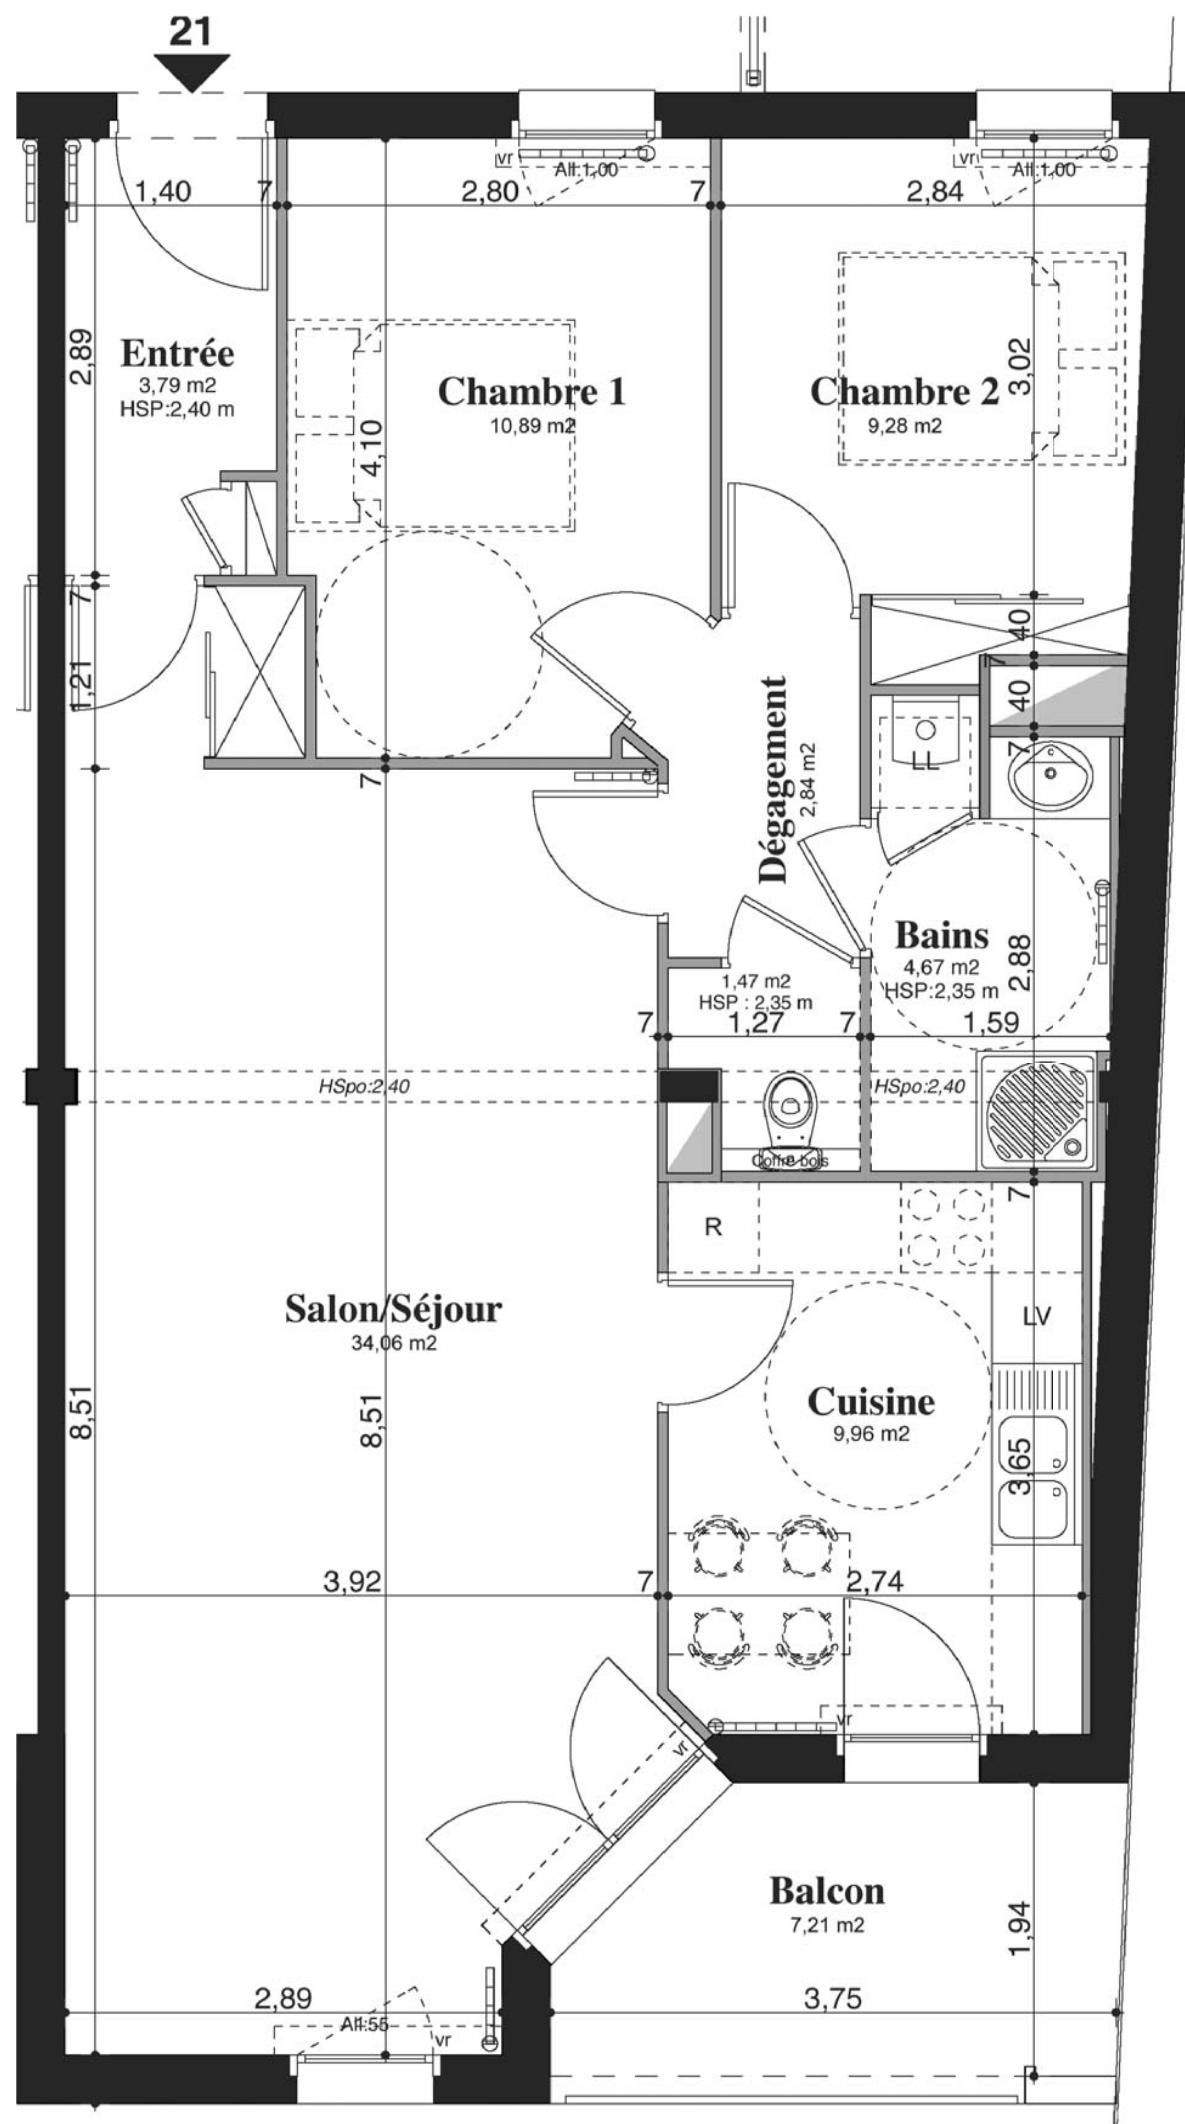 21
vr
All:1,00
vr
All:1,00
1,40
7
2,80
7
2,84
2,89
Entrée
3,79 m2
HSP:2,40 m
Chambre 1
10,89 m2
4,10
Chambre 2
9,28 m2
3,02
7
1,21
40
7
40
7
7
LL
Dégagement
2,84 m2
Bains
4,67 m2
HSP:2,35 m
2,88
1,47 m2
HSP : 2,35 m
7
1,27
7
1,59
HSpo:2,40
HSpo:2,40
Coffre bois
7
R
LV
Salon/Séjour
34,06 m2
8,51
8,51
Cuisine
9,96 m2
3,65
3,92
7
2,74
vr
vr
Balcon
7,21 m2
1,94
2,89
3,75
All:55
vr